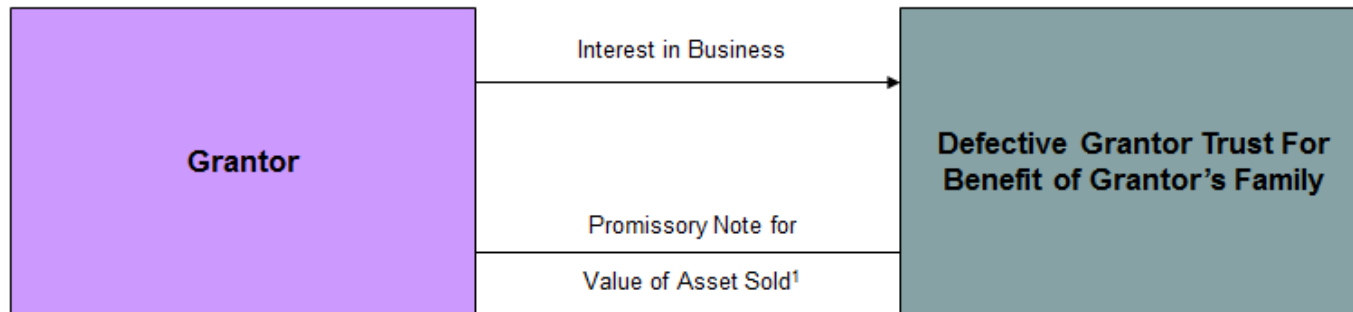 Interest in Business
Grantor
Defective Grantor Trust For
Benefit of Grantor’s Family
Promissory Note for
Value of Asset Sold¹